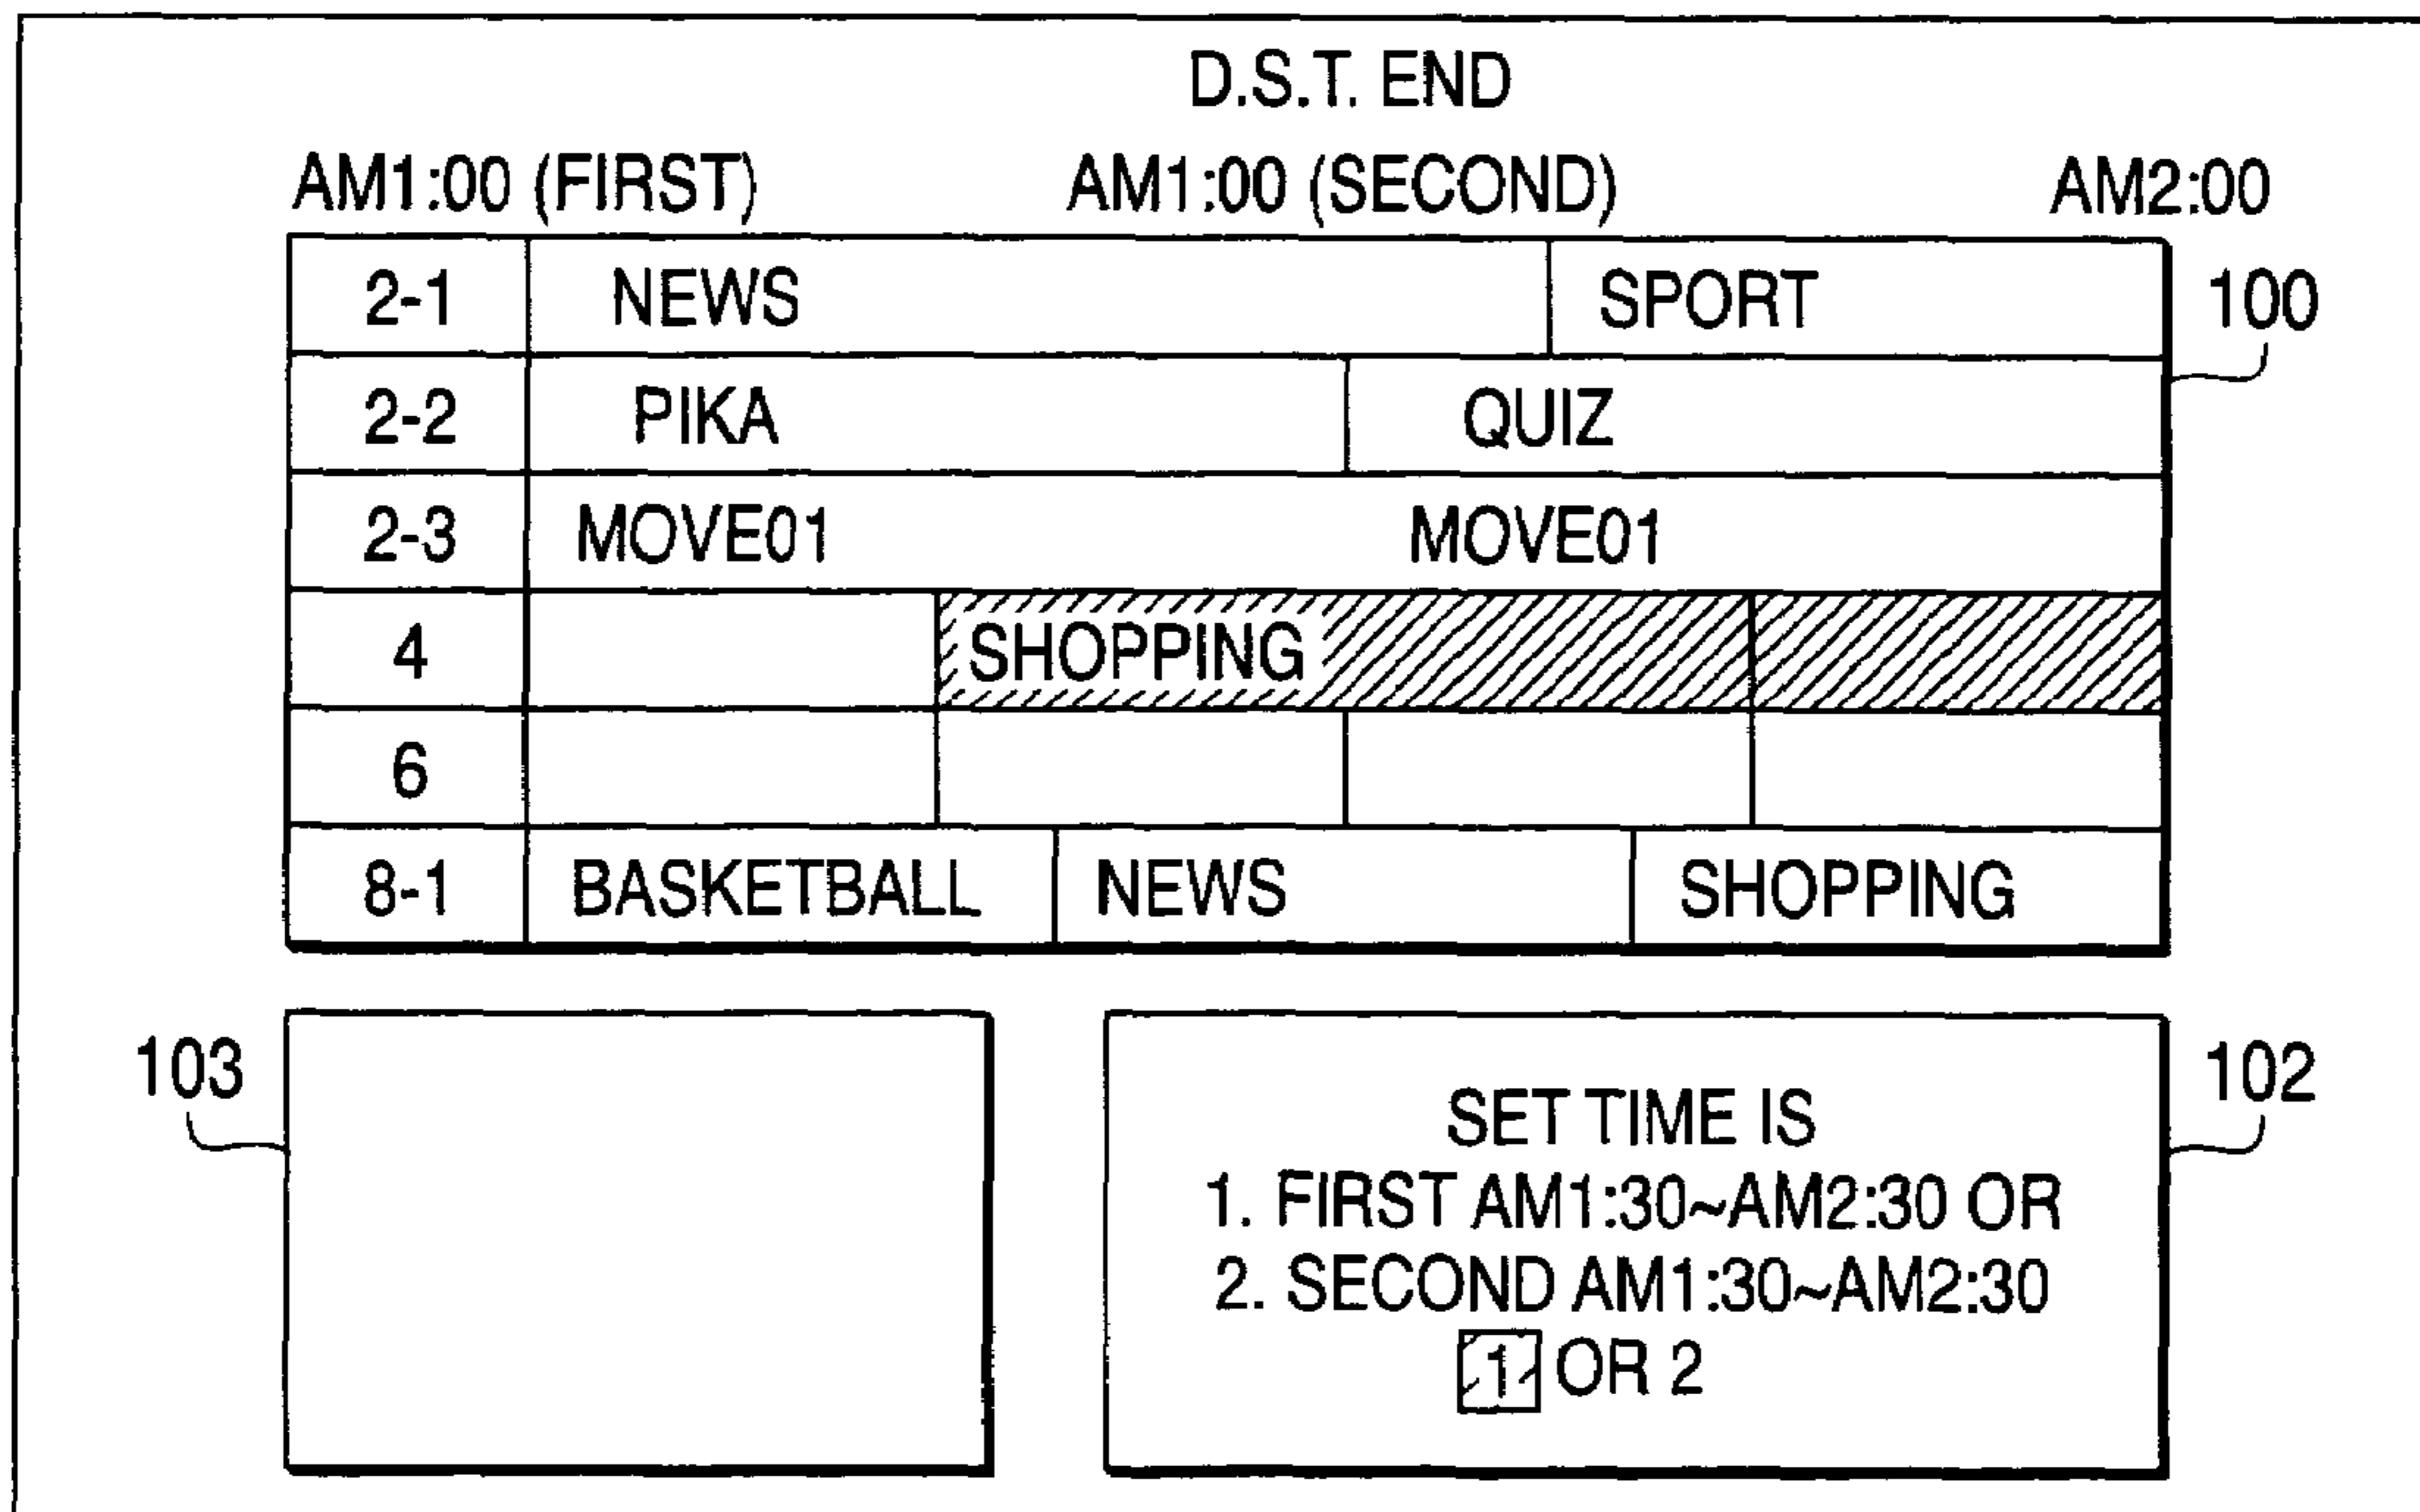 D.S.T. END
AM1:00 (FIRST) AM1:00 (SECOND) AM2:00
2-1 NEWS SPORT 100
2-2 PIKA QUIZ
2-3 MOVE01 MOVE01
4 SHOPPING
6
8-1 BASKETBALL NEWS SHOPPING
103
102
SET TIME IS
1. FIRST AM1:30~AM2:30 OR
2. SECOND AM1:30~AM2:30
1 OR 2